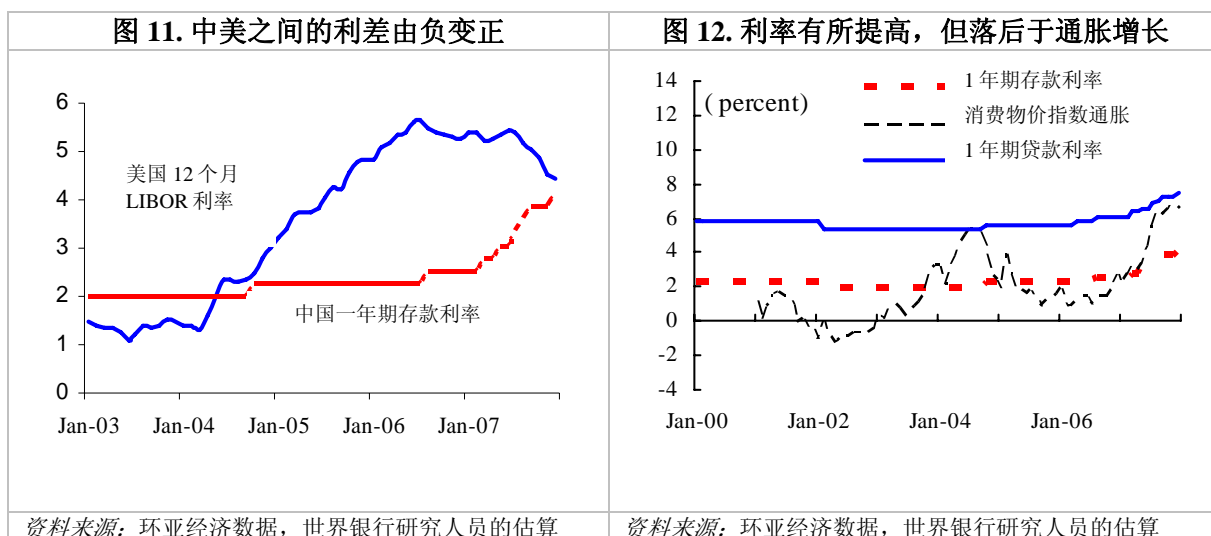 图 11. 中美之间的利差由负变正
6
5
4
3
2
1
0
美国 12 个月
LIBOR 利率
中国一年期存款利率
Jan-03 Jan-04 Jan-05 Jan-06 Jan-07
资料来源：环亚经济数据，世界银行研究人员的估算
图 12. 利率有所提高，但落后于通胀增长
14
12
10
8
6
4
2
0
-2
-4
( percent)
1 年期存款利率
消费物价指数通胀
1 年期贷款利率
Jan-00 Jan-02 Jan-04 Jan-06
资料来源：环亚经济数据，世界银行研究人员的估算